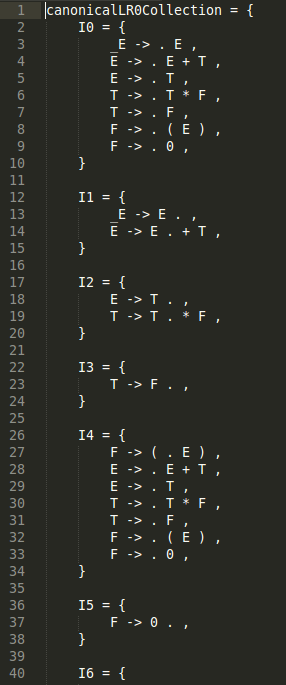 1 canonicalLR0Collection = {
2 I0 = {
3 _E -> . E ,
4 E -> . E + T ,
5 E -> . T ,
6 T -> . T * F ,
7 T -> . F ,
8 F -> . ( E ) ,
9 F -> . 0 ,
10 }
11
12 I1 = {
13 _E -> E . ,
14 E -> E . + T ,
15 }
16
17 I2 = {
18 E -> T . ,
19 T -> T . * F ,
20 }
21
22 I3 = {
23 T -> F . ,
24 }
25
26 I4 = {
27 F -> ( . E ) ,
28 E -> . E + T ,
29 E -> . T ,
30 T -> . T * F ,
31 T -> . F ,
32 F -> . ( E ) ,
33 F -> . 0 ,
34 }
35
36 I5 = {
37 F -> 0 . ,
38 }
39
40 I6 = {